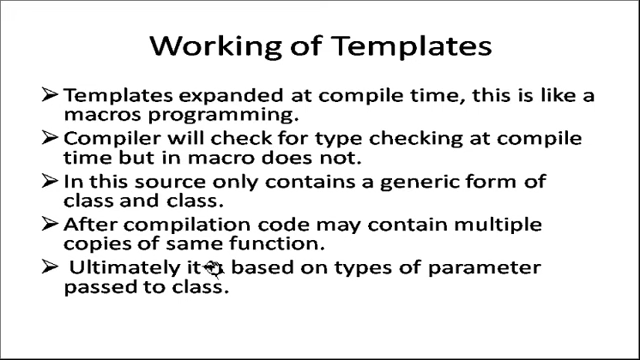 Working of Templates
➢ Templates expanded at compile time, this is like a
macros programming.
➢ Compiler will check for type checking at compile
time but in macro does not.
➢ In this source only contains a generic form of
class and class.
➢ After compilation code may contain multiple
copies of same function.
➢ Ultimately it based on types of parameter
passed to class.